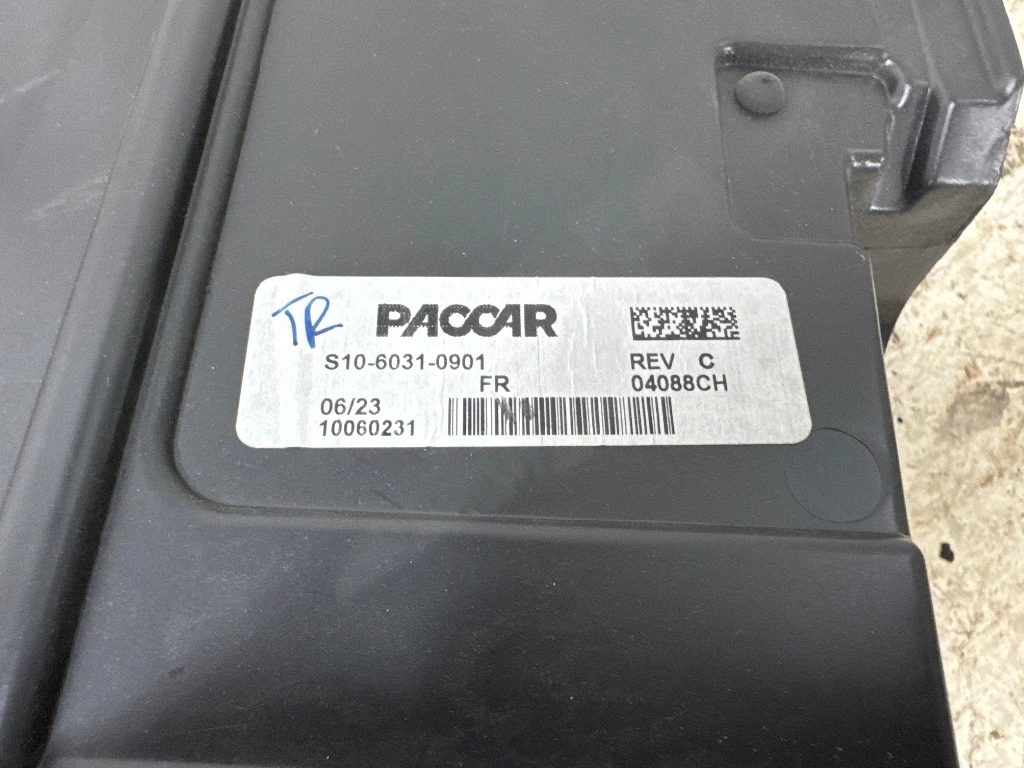 TR PACCAR
S10-6031-0901 REV C
FR 04088CH
06/23
10060231